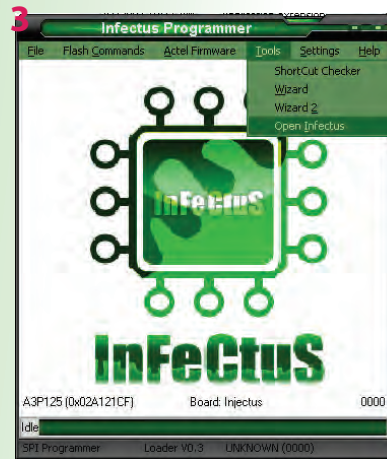 3
Infectus Programmer
File Flash Commands Actel Firmware Tools Settings Help
ShortCut Checker
Wizard
Wizard 2
Open Infectus
InFeCtuS
InFeCtuS
A3P125 (0x02A121CF) Board: Injectus 0000
Idle
SPI Programmer Loader V0.3 UNKNOWN (0000)